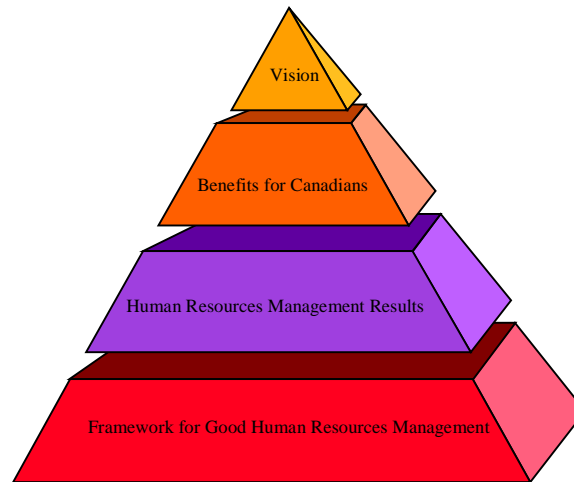 Vision
Benefits for Canadians
Human Resources Management Results
Framework for Good Human Resources Management